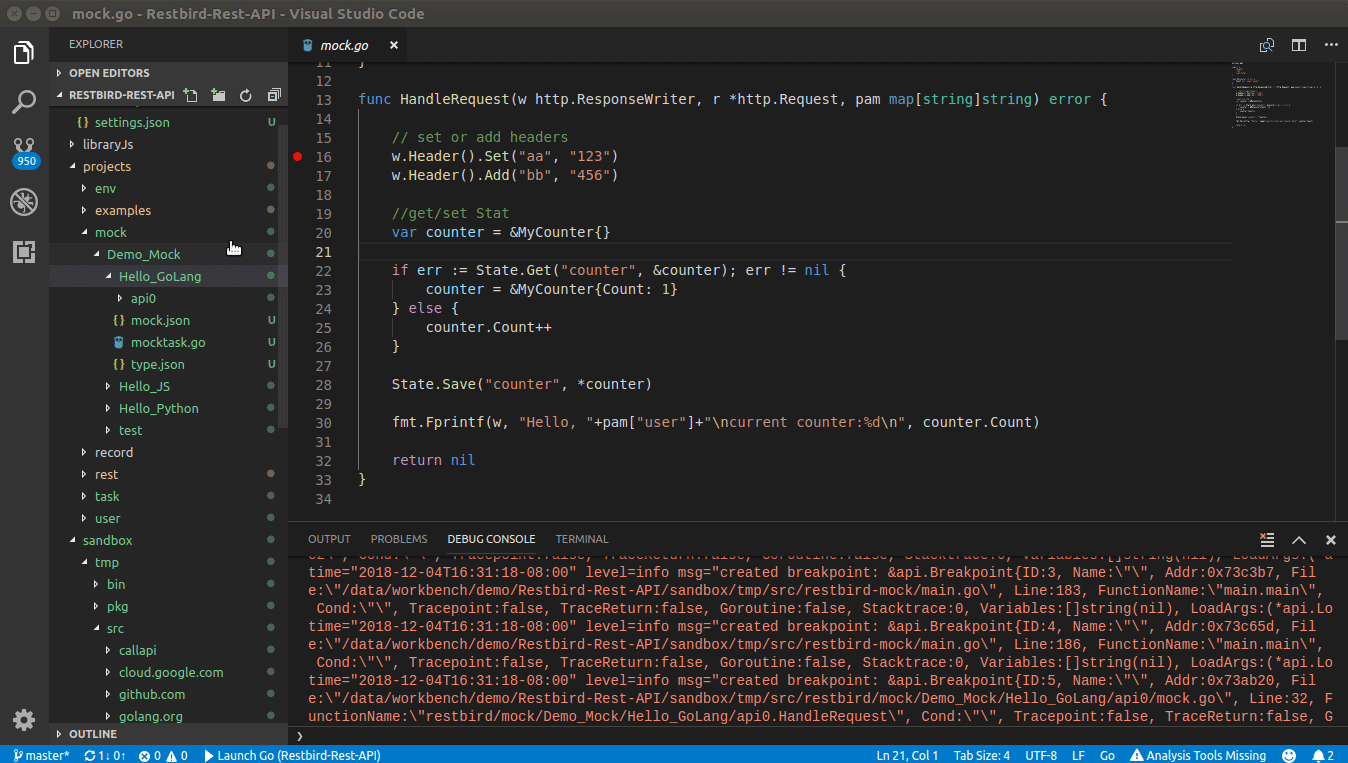 mock.go - Restbird-Rest-API - Visual Studio Code
EXPLORER
OPEN EDITORS
RESTBIRD-REST-API
{} settings.json U
libraryJs
projects
env
examples
mock
Demo_Mock
Hello_GoLang
api0
{} mock.json U
mocktask.go U
{} type.json U
Hello_JS
Hello_Python
test
record
rest
task
user
sandbox
tmp
bin
pkg
src
callapi
cloud.google.com
github.com
golang.org
OUTLINE
950
mock.go
11 }
12
13 func HandleRequest(w http.ResponseWriter, r *http.Request, pam map[string]string) error {
14
15 // set or add headers
16 w.Header().Set("aa", "123")
17 w.Header().Add("bb", "456")
18
19 //get/set Stat
20 var counter = &MyCounter{}
21
22 if err := State.Get("counter", &counter); err != nil {
23 counter = &MyCounter{Count: 1}
24 } else {
25 counter.Count++
26 }
27
28 State.Save("counter", *counter)
29
30 fmt.Fprintf(w, "Hello, "+pam["user"]+"\ncurrent counter:%d\n", counter.Count)
31
32 return nil
33 }
34
OUTPUT PROBLEMS DEBUG CONSOLE TERMINAL
time="2018-12-04T16:31:18-08:00" level=info msg="created breakpoint: &api.Breakpoint{ID:3, Name:\"\", Addr:0x73c3b7, Fil
e:\"/data/workbench/demo/Restbird-Rest-API/sandbox/tmp/src/restbird-mock/main.go\", Line:183, FunctionName:\"main.main\",
Cond:\"\", Tracepoint:false, TraceReturn:false, Goroutine:false, Stacktrace:0, Variables:[]string(nil), LoadArgs:(*api.Lo
time="2018-12-04T16:31:18-08:00" level=info msg="created breakpoint: &api.Breakpoint{ID:4, Name:\"\", Addr:0x73c65d, Fil
e:\"/data/workbench/demo/Restbird-Rest-API/sandbox/tmp/src/restbird-mock/main.go\", Line:186, FunctionName:\"main.main\",
Cond:\"\", Tracepoint:false, TraceReturn:false, Goroutine:false, Stacktrace:0, Variables:[]string(nil), LoadArgs:(*api.Lo
time="2018-12-04T16:31:18-08:00" level=info msg="created breakpoint: &api.Breakpoint{ID:5, Name:\"\", Addr:0x73ab20, Fil
e:\"/data/workbench/demo/Restbird-Rest-API/sandbox/tmp/src/restbird/mock/Demo_Mock/Hello_GoLang/api0/mock.go\", Line:32, F
unctionName:\"restbird/mock/Demo_Mock/Hello_GoLang/api0.HandleRequest\", Cond:\"\", Tracepoint:false, TraceReturn:false, G
master* 1↓ 0↑ 0 0 Launch Go (Restbird-Rest-API) Ln 21, Col 1 Tab Size: 4 UTF-8 LF Go Analysis Tools Missing 2